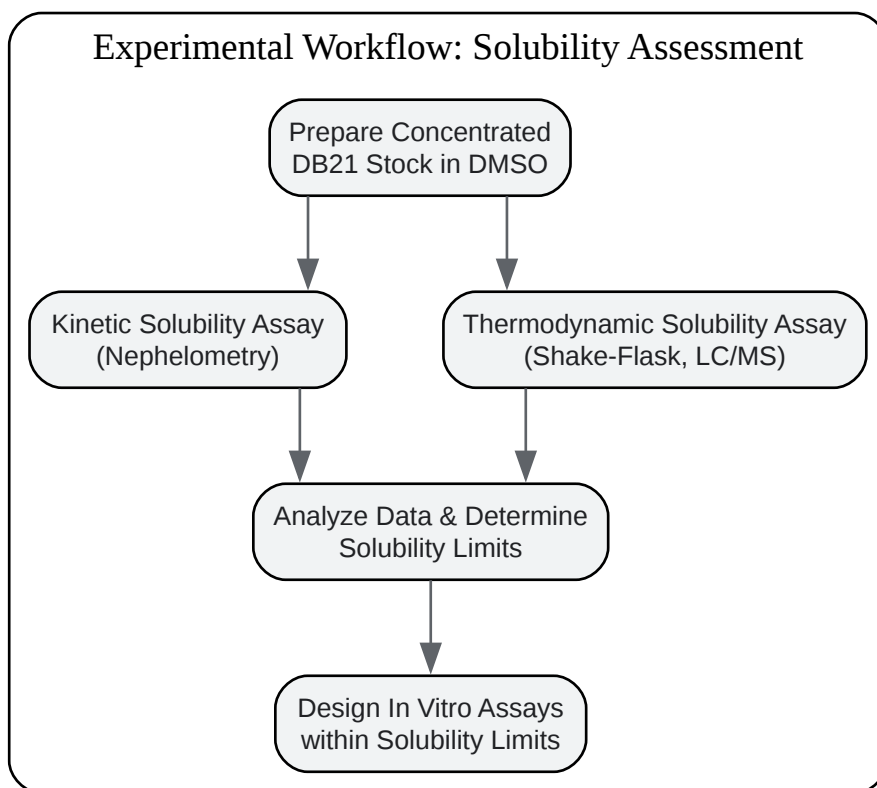 Experimental Workflow: Solubility Assessment
Prepare Concentrated
DB21 Stock in DMSO
Kinetic Solubility Assay
(Nephelometry)
Thermodynamic Solubility Assay
(Shake-Flask, LC/MS)
Analyze Data & Determine
Solubility Limits
Design In Vitro Assays
within Solubility Limits